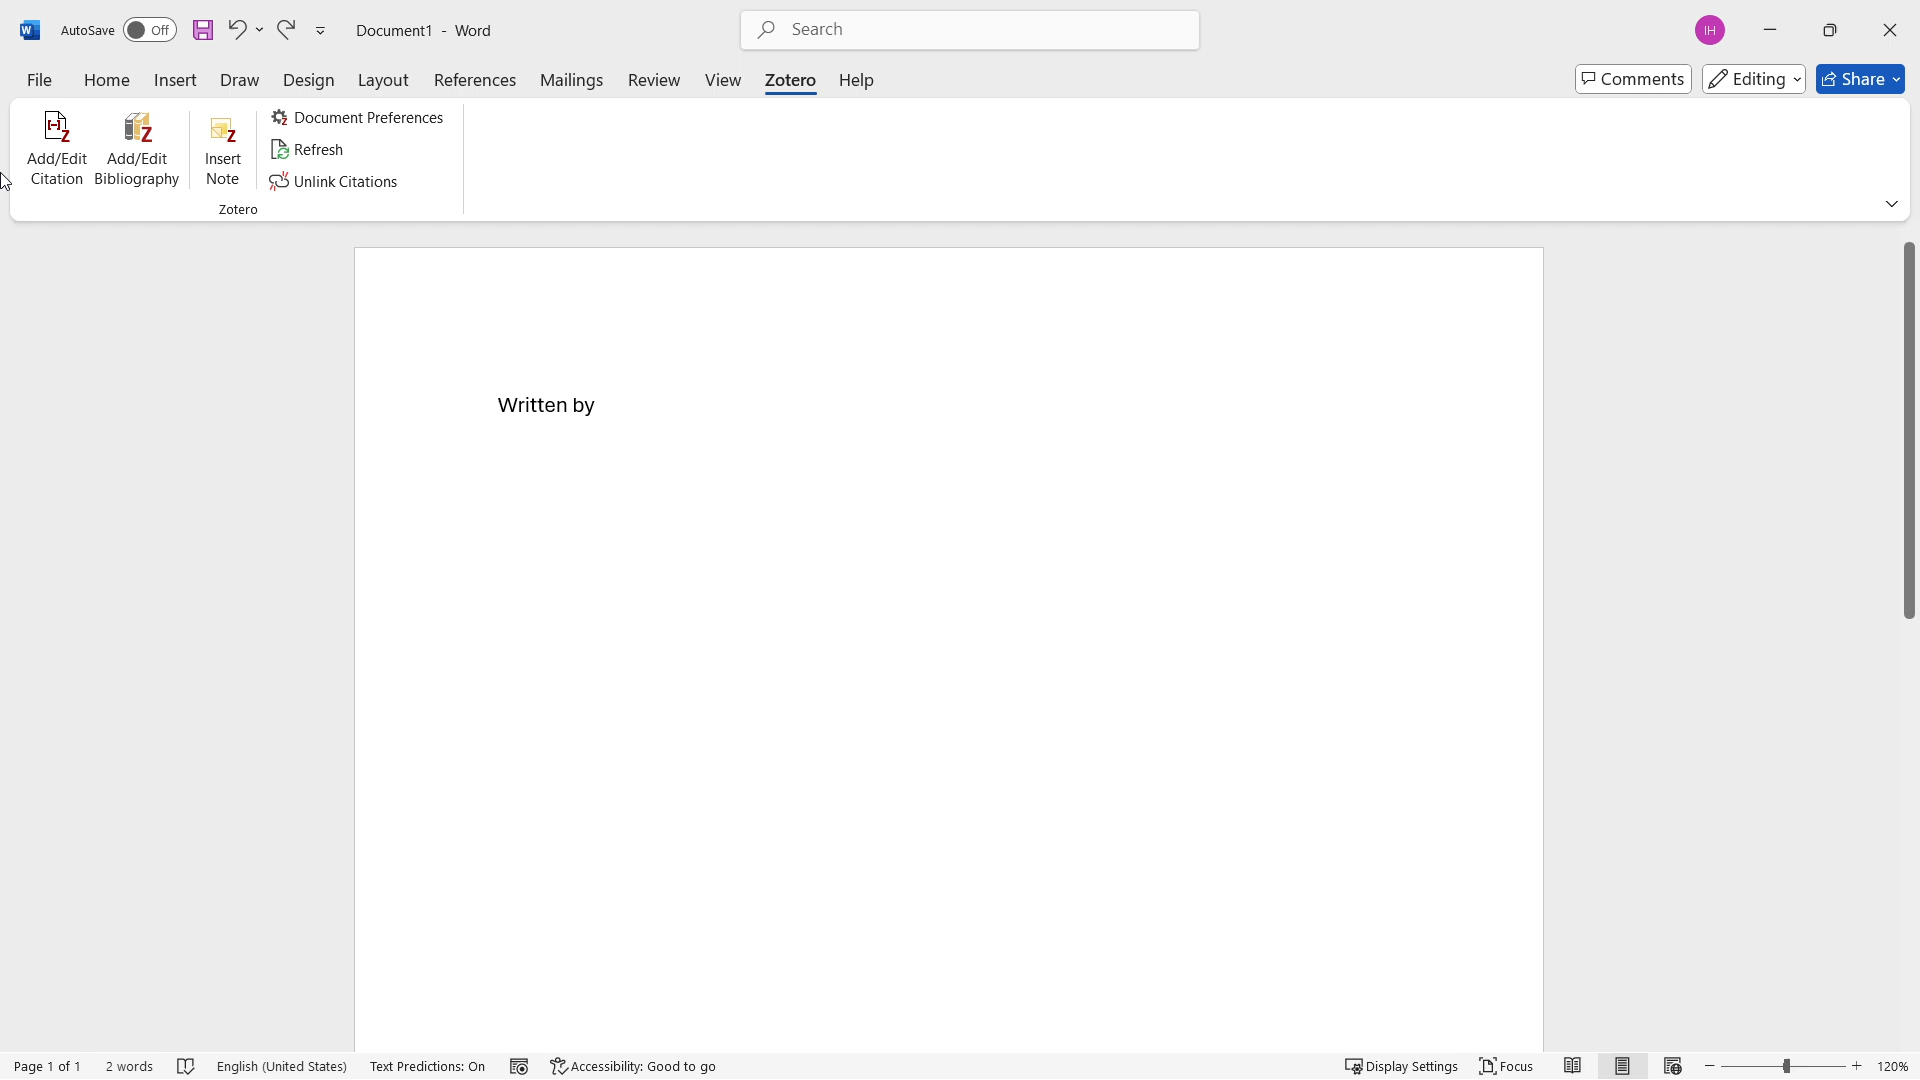 AutoSave Off Document1 - Word Search IH
File Home Insert Draw Design Layout References Mailings Review View Zotero Help Comments Editing Share
Add/Edit Citation
Add/Edit Bibliography
Insert Note
Document Preferences
Refresh
Unlink Citations
Zotero
Written by
Page 1 of 1 2 words English (United States) Text Predictions: On Accessibility: Good to go Display Settings Focus 120%